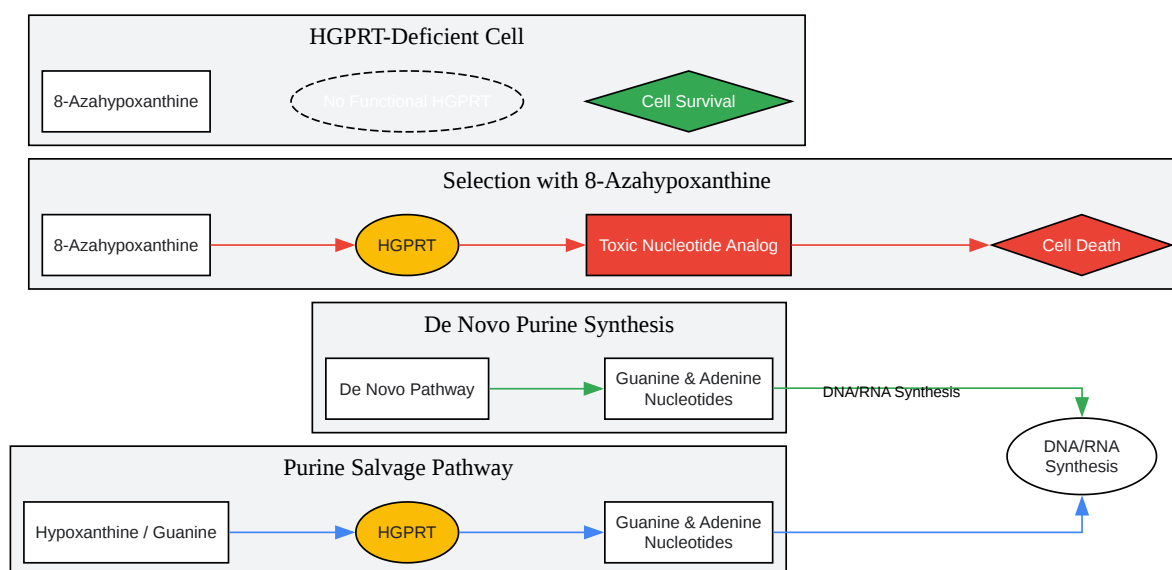 HGPRT-Deficient Cell
8-Azahypoxanthine
No Functional HGPRT
Cell Survival
Selection with 8-Azahypoxanthine
8-Azahypoxanthine
HGPRT
Toxic Nucleotide Analog
Cell Death
De Novo Purine Synthesis
De Novo Pathway
Guanine & Adenine
Nucleotides
DNA/RNA Synthesis
DNA/RNA
Synthesis
Purine Salvage Pathway
Hypoxanthine / Guanine
HGPRT
Guanine & Adenine
Nucleotides